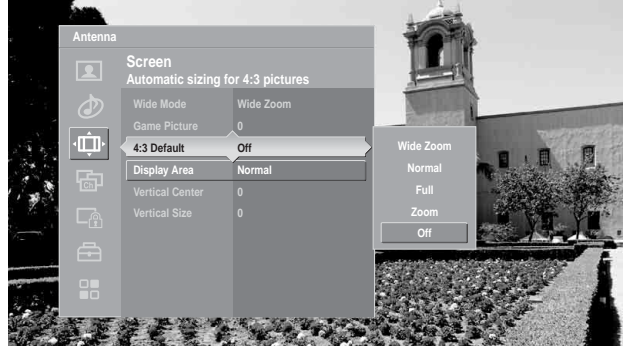 Antenna
Screen
Automatic sizing for 4:3 pictures
Wide Mode Wide Zoom
Game Picture 0
4:3 Default Off
Display Area Normal
Vertical Center 0
Vertical Size 0
Wide Zoom
Normal
Full
Zoom
Off
Ch